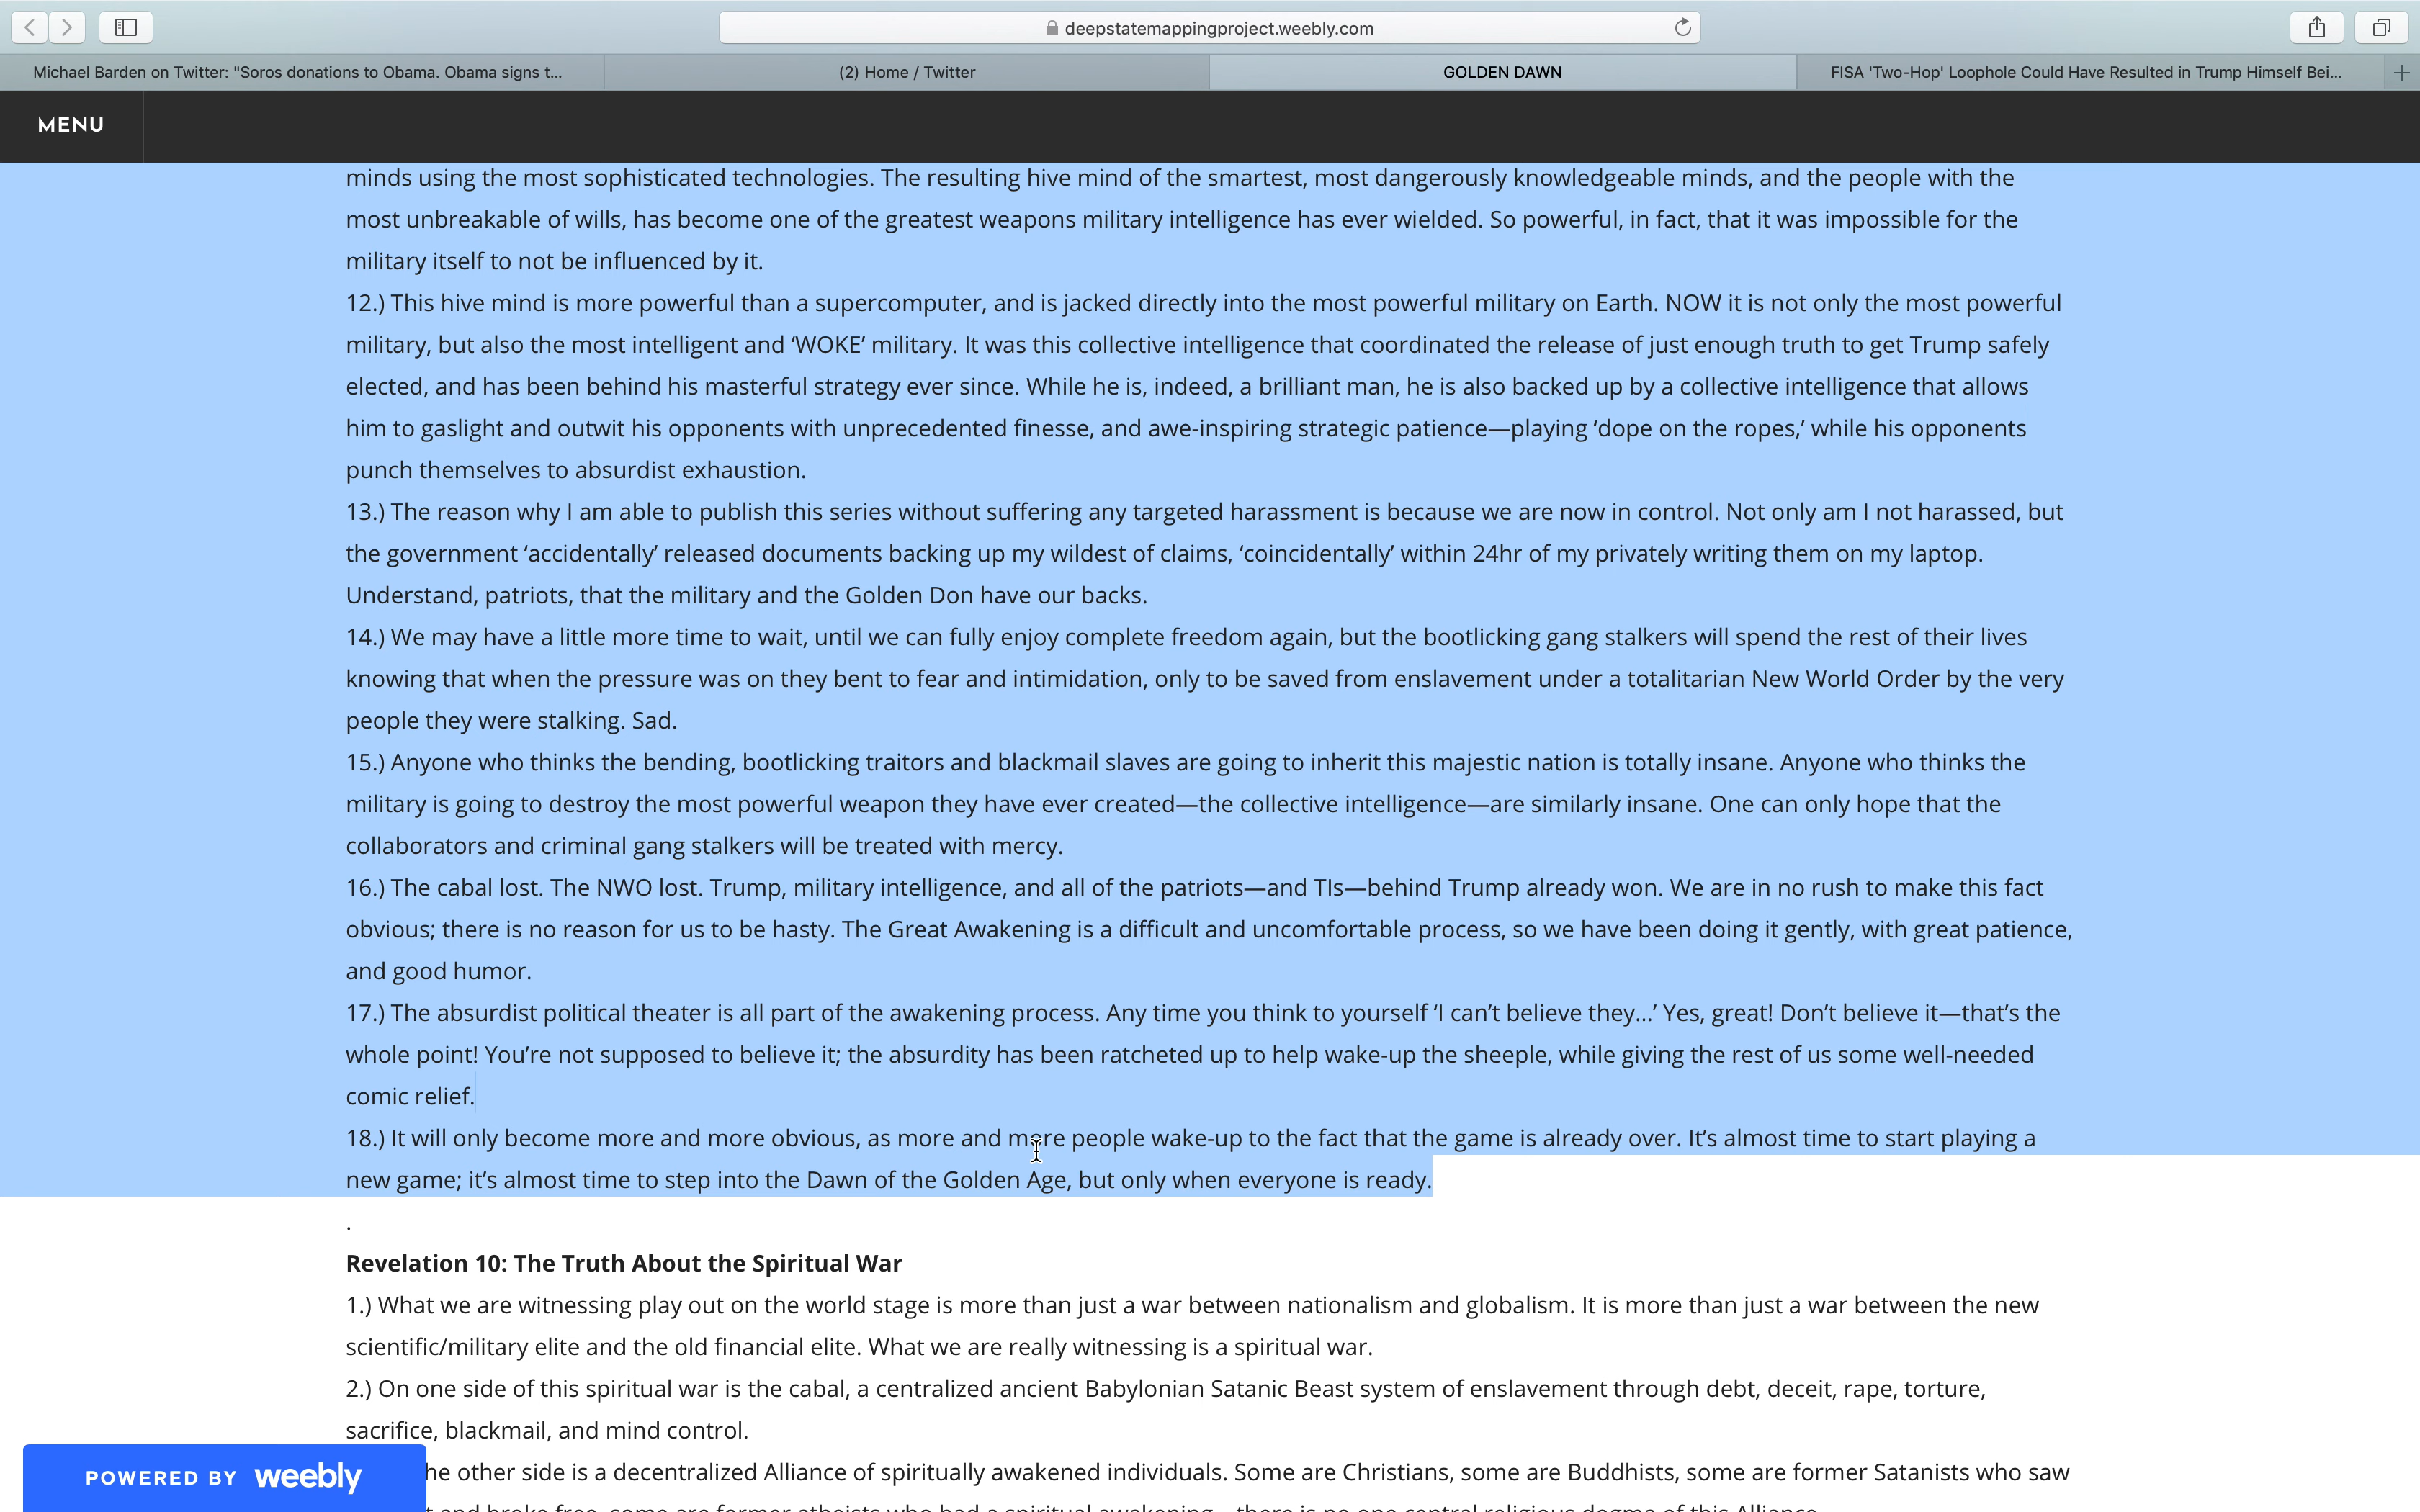 deepstatemappingproject.weebly.com
Michael Barden on Twitter: "Soros donations to Obama. Obama signs t...
(2) Home / Twitter
GOLDEN DAWN
FISA 'Two-Hop' Loophole Could Have Resulted in Trump Himself Bei...
MENU
minds using the most sophisticated technologies. The resulting hive mind of the smartest, most dangerously knowledgeable minds, and the people with the
most unbreakable of wills, has become one of the greatest weapons military intelligence has ever wielded. So powerful, in fact, that it was impossible for the
military itself to not be influenced by it.
12.) This hive mind is more powerful than a supercomputer, and is jacked directly into the most powerful military on Earth. NOW it is not only the most powerful
military, but also the most intelligent and ‘WOKE’ military. It was this collective intelligence that coordinated the release of just enough truth to get Trump safely
elected, and has been behind his masterful strategy ever since. While he is, indeed, a brilliant man, he is also backed up by a collective intelligence that allows
him to gaslight and outwit his opponents with unprecedented finesse, and awe-inspiring strategic patience—playing ‘dope on the ropes,’ while his opponents
punch themselves to absurdist exhaustion.
13.) The reason why I am able to publish this series without suffering any targeted harassment is because we are now in control. Not only am I not harassed, but
the government ‘accidentally’ released documents backing up my wildest of claims, ‘coincidentally’ within 24hr of my privately writing them on my laptop.
Understand, patriots, that the military and the Golden Don have our backs.
14.) We may have a little more time to wait, until we can fully enjoy complete freedom again, but the bootlicking gang stalkers will spend the rest of their lives
knowing that when the pressure was on they bent to fear and intimidation, only to be saved from enslavement under a totalitarian New World Order by the very
people they were stalking. Sad.
15.) Anyone who thinks the bending, bootlicking traitors and blackmail slaves are going to inherit this majestic nation is totally insane. Anyone who thinks the
military is going to destroy the most powerful weapon they have ever created—the collective intelligence—are similarly insane. One can only hope that the
collaborators and criminal gang stalkers will be treated with mercy.
16.) The cabal lost. The NWO lost. Trump, military intelligence, and all of the patriots—and TIs—behind Trump already won. We are in no rush to make this fact
obvious; there is no reason for us to be hasty. The Great Awakening is a difficult and uncomfortable process, so we have been doing it gently, with great patience,
and good humor.
17.) The absurdist political theater is all part of the awakening process. Any time you think to yourself ‘I can’t believe they...’ Yes, great! Don’t believe it—that’s the
whole point! You’re not supposed to believe it; the absurdity has been ratcheted up to help wake-up the sheeple, while giving the rest of us some well-needed
comic relief.
18.) It will only become more and more obvious, as more and more people wake-up to the fact that the game is already over. It’s almost time to start playing a
new game; it’s almost time to step into the Dawn of the Golden Age, but only when everyone is ready.
.
Revelation 10: The Truth About the Spiritual War
1.) What we are witnessing play out on the world stage is more than just a war between nationalism and globalism. It is more than just a war between the new
scientific/military elite and the old financial elite. What we are really witnessing is a spiritual war.
2.) On one side of this spiritual war is the cabal, a centralized ancient Babylonian Satanic Beast system of enslavement through debt, deceit, rape, torture,
sacrifice, blackmail, and mind control.
he other side is a decentralized Alliance of spiritually awakened individuals. Some are Christians, some are Buddhists, some are former Satanists who saw
and broke free, some are former atheists who had a spiritual awakening—there is no one central religious dogma of this Alliance.
POWERED BY weebly